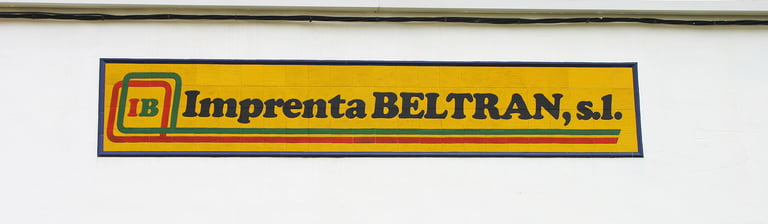 IB Imprenta BELTRAN, s.l.